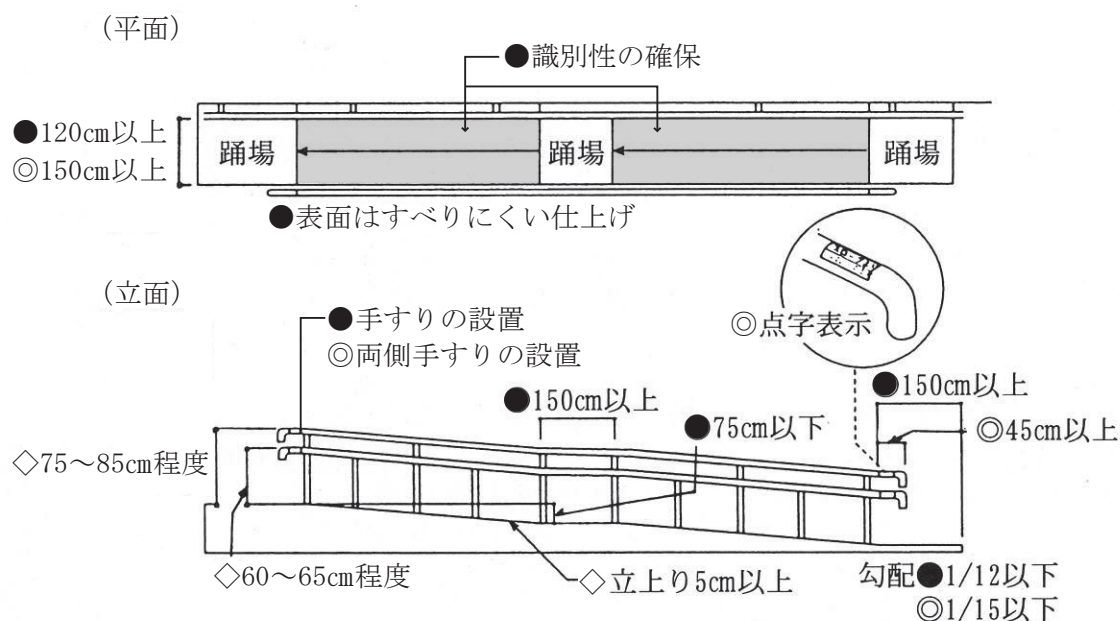 (平面)
●識別性の確保
●120cm以上
◎150cm以上
踊場
踊場
踊場
●表面はすべりにくい仕上げ
(立面)
●手すりの設置
◎両側手すりの設置
◎点字表示
●150cm以上
●150cm以上
●75cm以下
◎45cm以上
◇75～85cm程度
◇60～65cm程度
◇立上り5cm以上
勾配●1/12以下
◎1/15以下